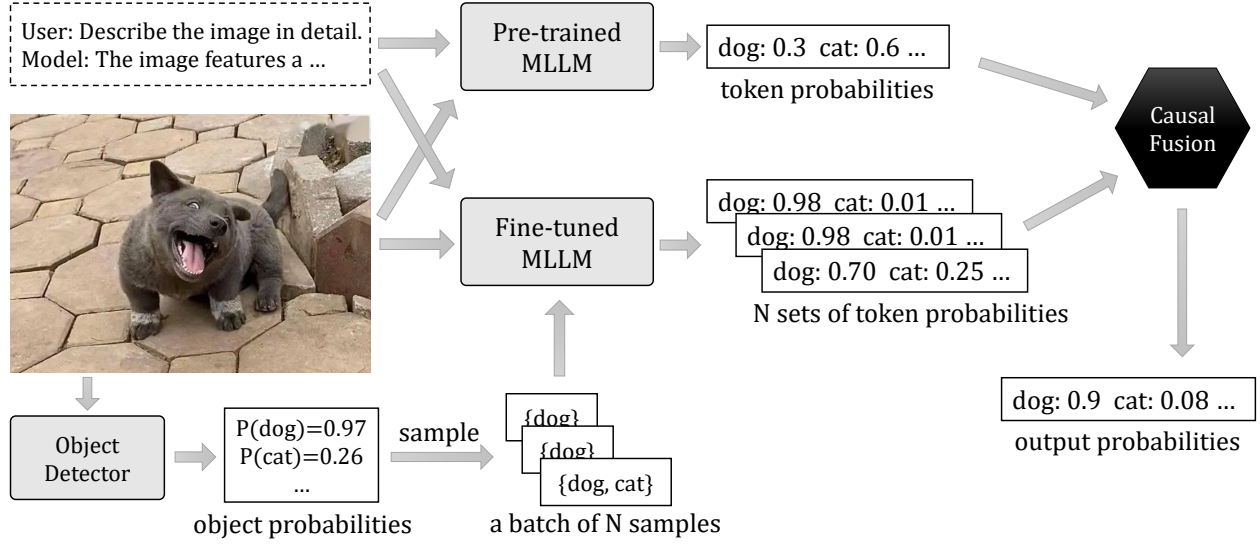 User: Describe the image in detail.
Model: The image features a ...
Pre-trained
MLLM
dog: 0.3 cat: 0.6 ...
token probabilities
Causal
Fusion
Fine-tuned
MLLM
dog: 0.98 cat: 0.01 ...
dog: 0.98 cat: 0.01 ...
dog: 0.70 cat: 0.25 ...
N sets of token probabilities
Object
Detector
P(dog)=0.97
P(cat)=0.26
...
object probabilities
sample
{dog}
{dog}
{dog, cat}
a batch of N samples
dog: 0.9 cat: 0.08 ...
output probabilities